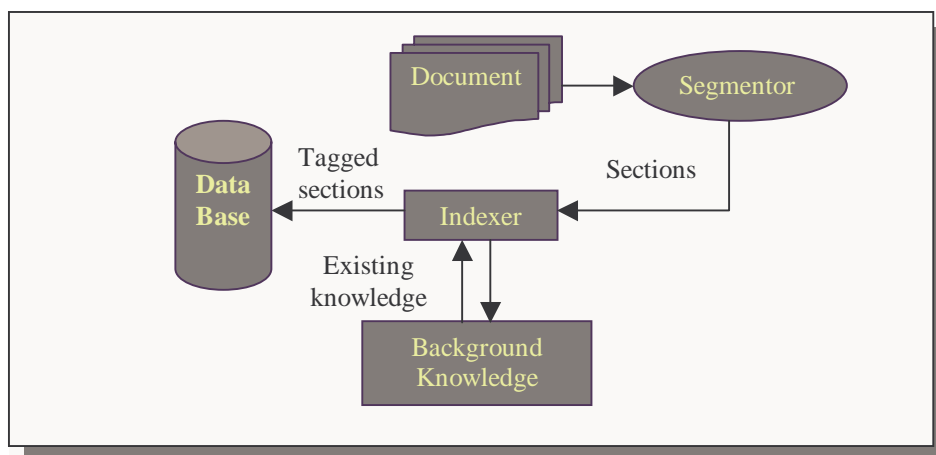 Document
Segmentor
Tagged
sections
Sections
Data
Base
Indexer
Existing
knowledge
Background
Knowledge